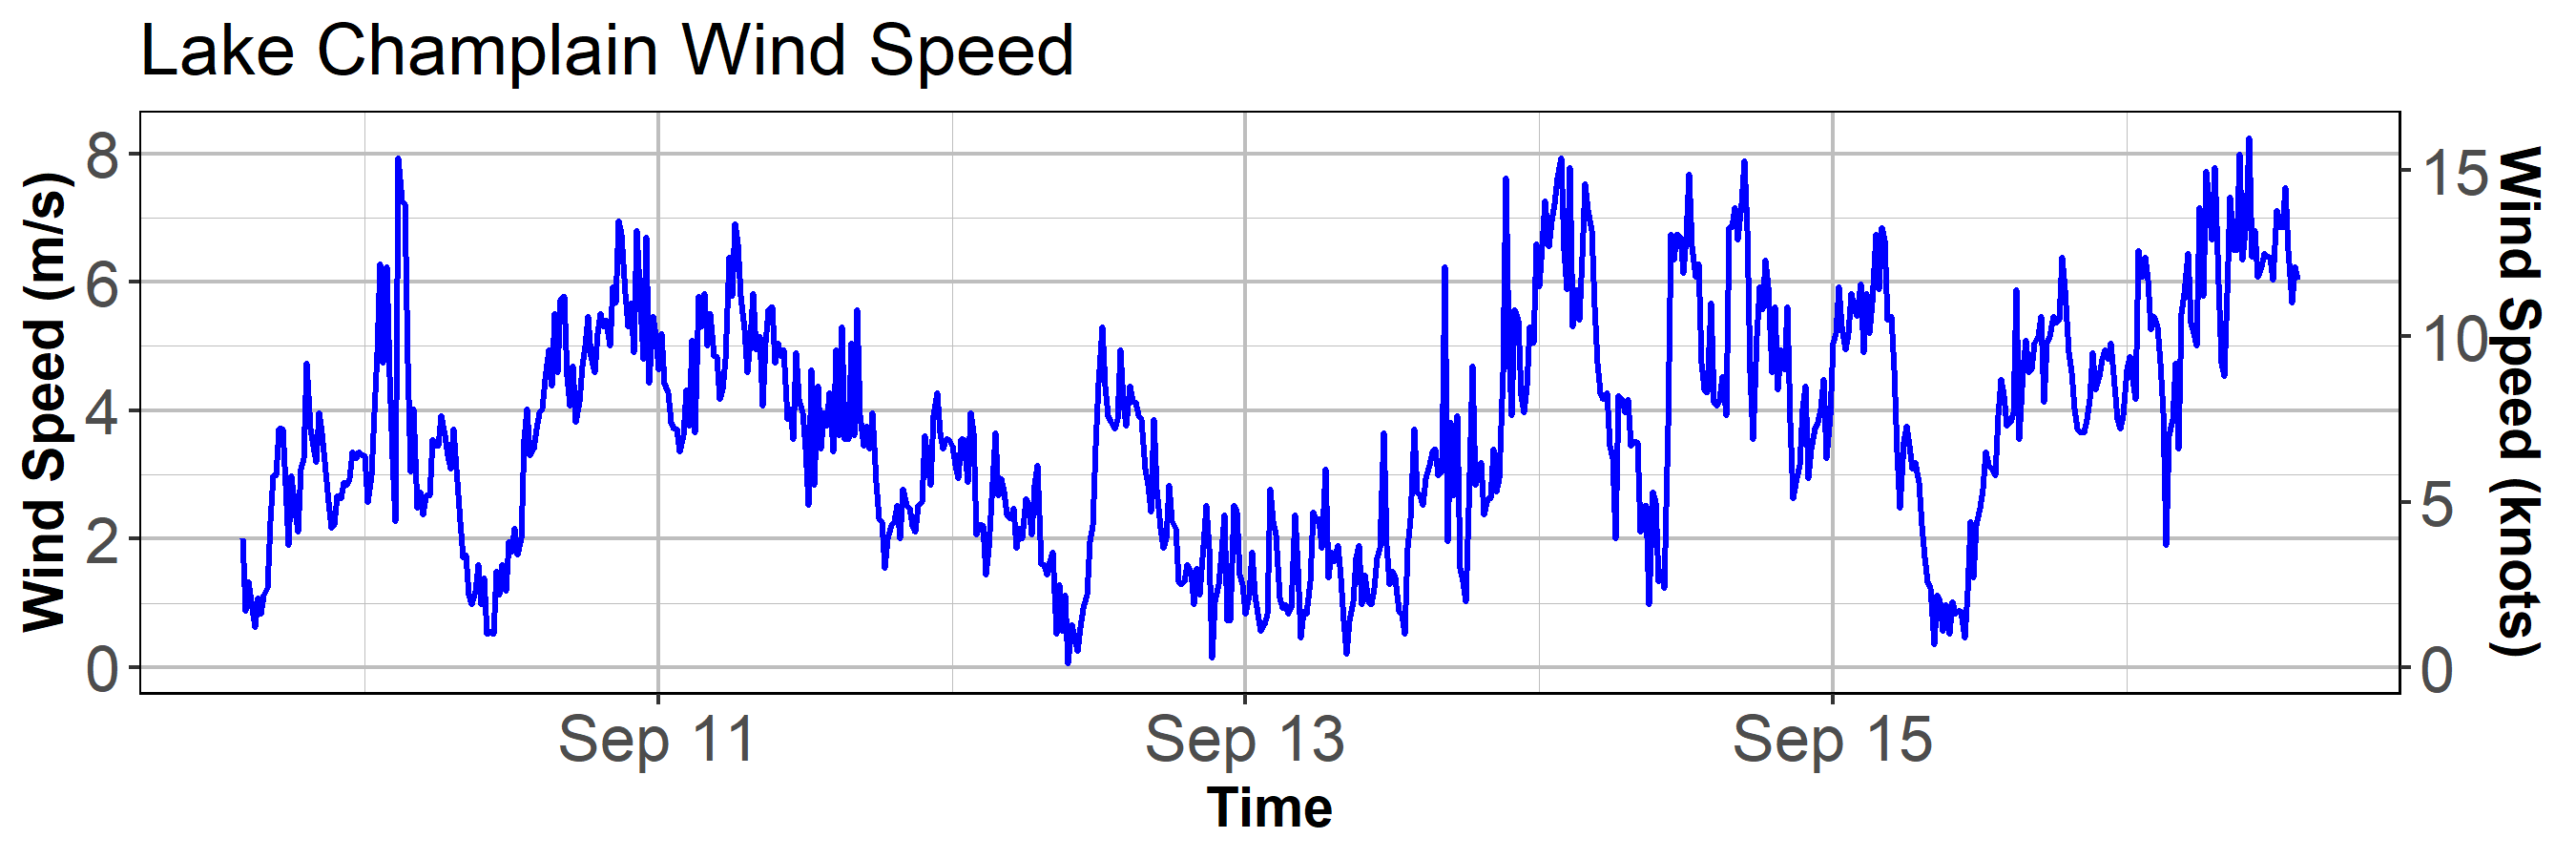 Lake Champlain Wind Speed
Wind Speed (m/s)
8
6
4
2
0
15
10
5
0
Wind Speed (knots)
Sep 11
Sep 13
Sep 15
Time